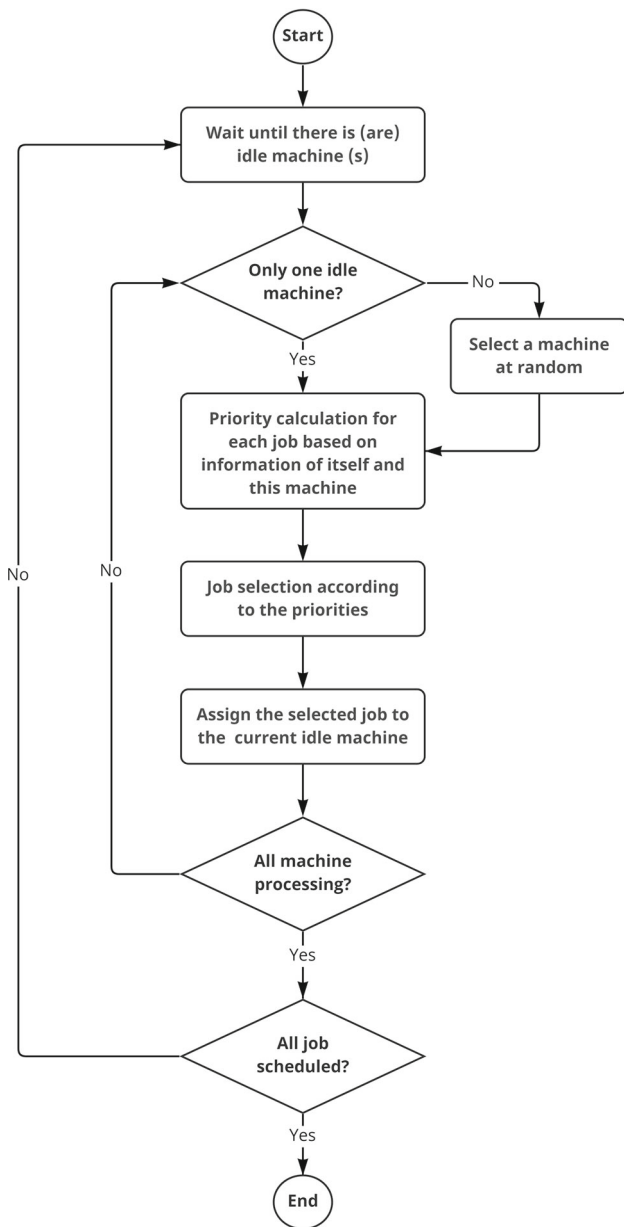 Start
Wait until there is (are)
idle machine (s)
Only one idle
machine?
No
Select a machine
at random
Yes
Priority calculation for
each job based on
information of itself and
this machine
No
No
Job selection according
to the priorities
Assign the selected job to
the  current idle machine
All machine
processing?
Yes
All job
scheduled?
Yes
End